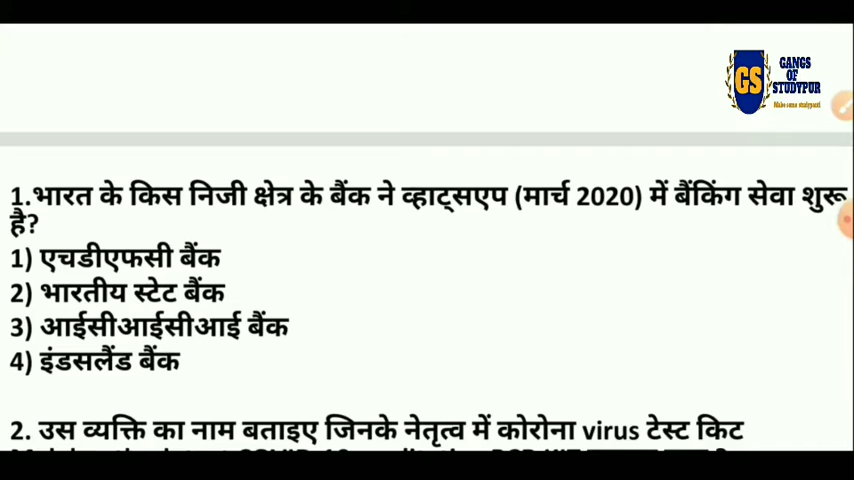 GS
GANGS
OF
STUDYPUR
1.भारत के किस निजी क्षेत्र के बैंक ने व्हाट्सएप (मार्च 2020) में बैंकिंग सेवा शुरू
है?
1) एचडीएफसी बैंक
2) भारतीय स्टेट बैंक
3) आईसीआईसीआई बैंक
4) इंडसलैंड बैंक
2. उस व्यक्ति का नाम बताइए जिनके नेतृत्व में कोरोना virus टेस्ट किट